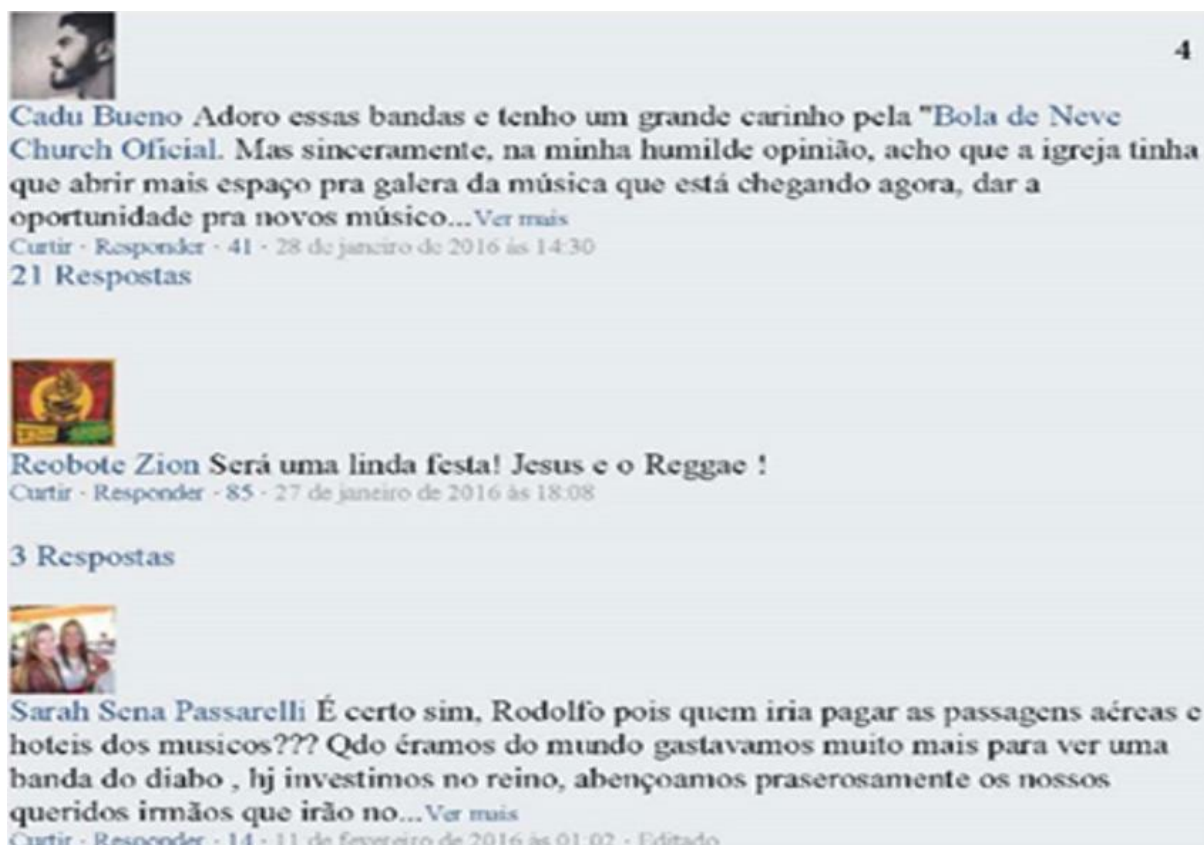 4
Cadu Bueno Adoro essas bandas e tenho um grande carinho pela "Bola de Neve
Church Oficial. Mas sinceramente, na minha humilde opinião, acho que a igreja tinha
que abrir mais espaço pra galera da música que está chegando agora, dar a
oportunidade pra novos músico...Ver mais
Curtir · Responder · 41 · 28 de janeiro de 2016 às 14:30
21 Respostas
Reobote Zion Será uma linda festa! Jesus e o Reggae !
Curtir · Responder · 85 · 27 de janeiro de 2016 às 18:08
3 Respostas
Sarah Sena Passarelli É certo sim, Rodolfo pois quem iria pagar as passagens aéreas e
hoteis dos musicos??? Qdo éramos do mundo gastavamos muito mais para ver uma
banda do diabo , hj investimos no reino, abençoamos praserosamente os nossos
queridos irmãos que irão no...Ver mais
Curtir · Responder · 14 · 11 de fevereiro de 2016 às 01:02 · Editado